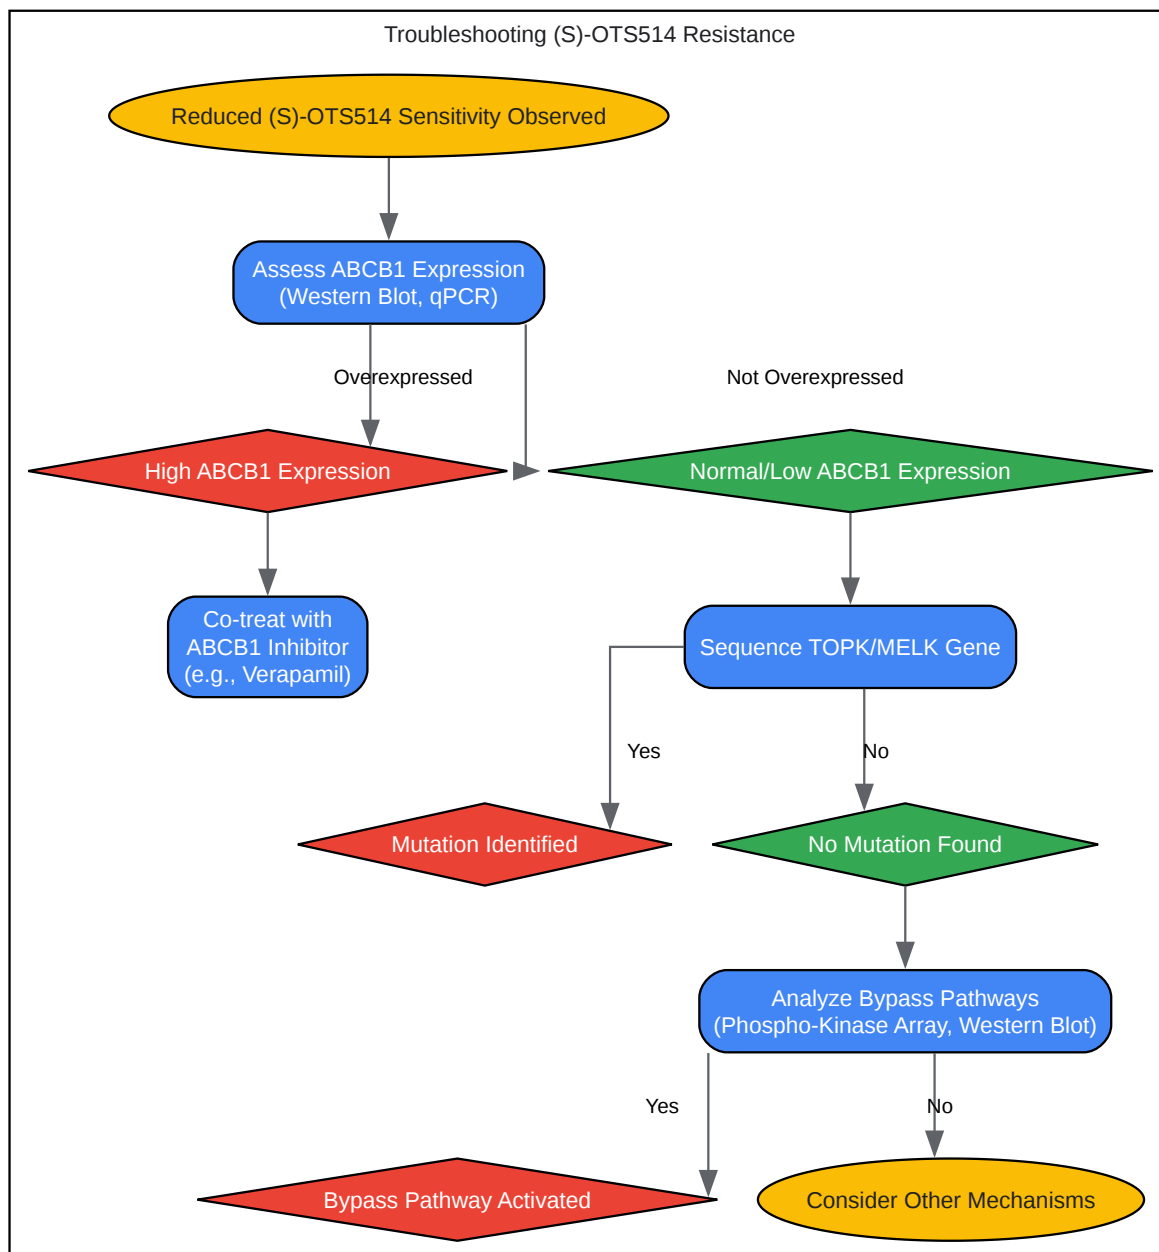 Troubleshooting (S)-OTS514 Resistance
Reduced (S)-OTS514 Sensitivity Observed
Assess ABCB1 Expression
(Western Blot, qPCR)
Overexpressed
Not Overexpressed
High ABCB1 Expression
Normal/Low ABCB1 Expression
Co-treat with
ABCB1 Inhibitor
(e.g., Verapamil)
Sequence TOPK/MELK Gene
Yes
No
Mutation Identified
No Mutation Found
Analyze Bypass Pathways
(Phospho-Kinase Array, Western Blot)
Yes
No
Bypass Pathway Activated
Consider Other Mechanisms